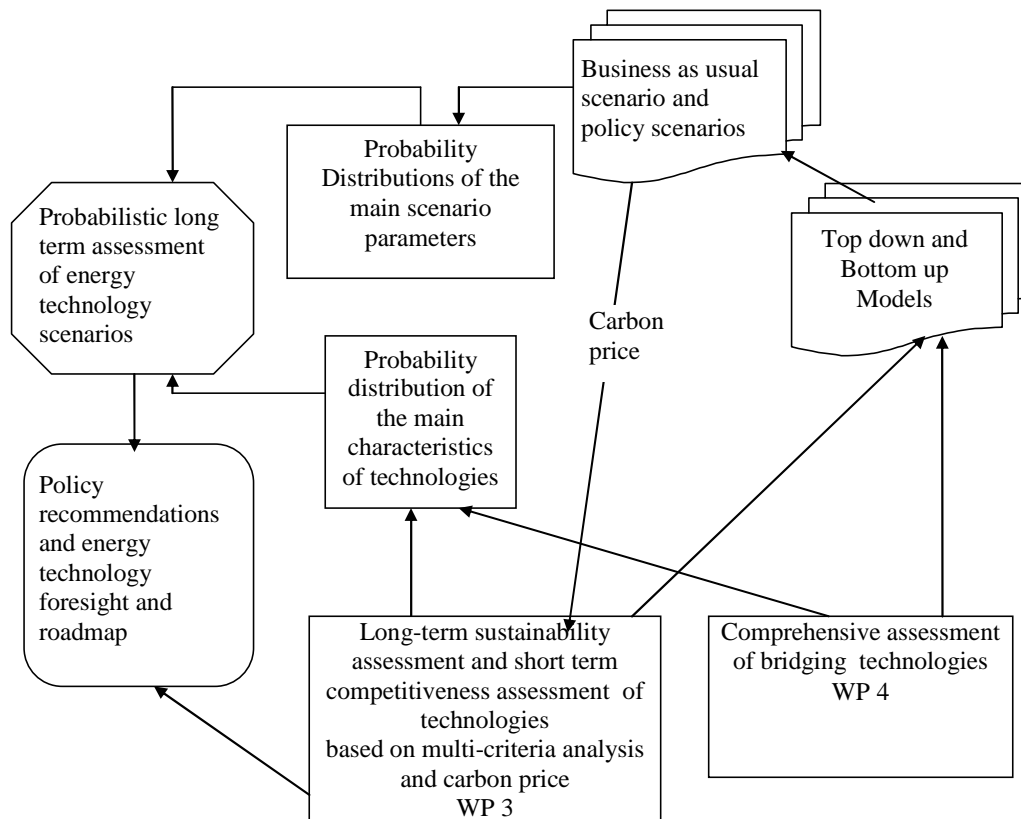 Business as usual
scenario and
policy scenarios
Probability
Distributions of the
main scenario
parameters
Probabilistic long
term assessment
of energy
technology
scenarios
Top down and
Bottom up
Models
Carbon
price
Probability
distribution of
the main
characteristics
of technologies
Policy
recommendations
and energy
technology
foresight and
roadmap
Long-term sustainability
assessment and short term
competitiveness assessment of
technologies
based on multi-criteria analysis
and carbon price
WP 3
Comprehensive assessment
of bridging technologies
WP 4